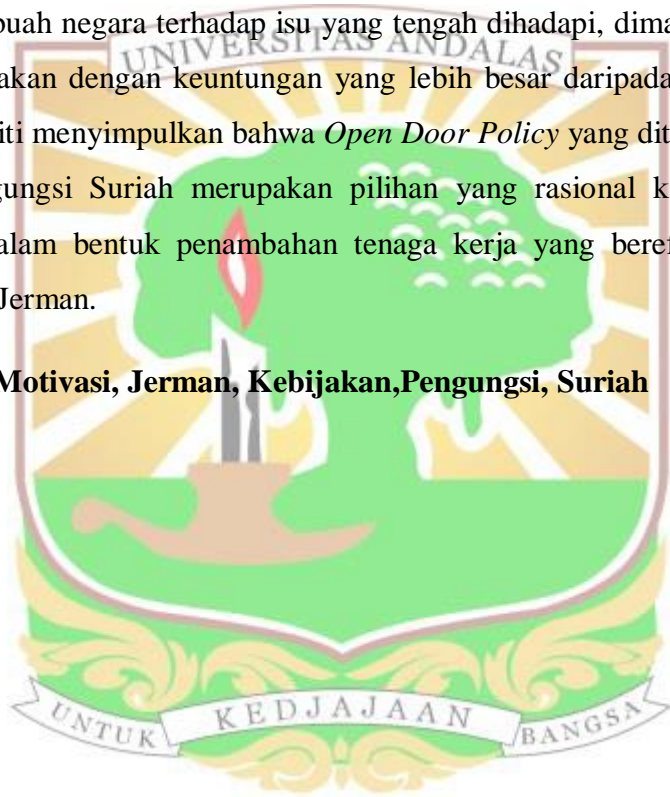 buah negara terhadap isu yang tengah dihadapi, dima
UNIVERSITAS ANDALAS
akan dengan keuntungan yang lebih besar daripada
iti menyimpulkan bahwa Open Door Policy yang dit
gungsi Suriah merupakan pilihan yang rasional k
alam bentuk penambahan tenaga kerja yang beref
Jerman.
Motivasi, Jerman, Kebijakan,Pengungsi, Suriah
UNTUK KEDJAJAAN BANGSA